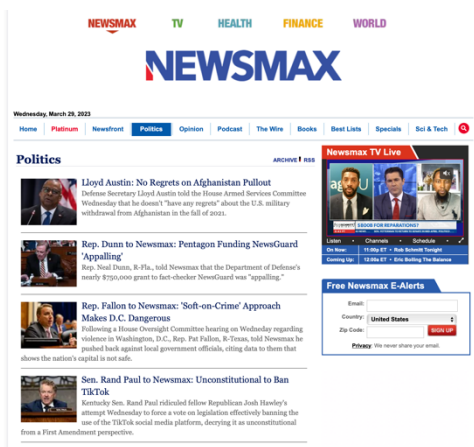 NEWSMAX TV HEALTH FINANCE WORLD
NEWSMAX
Wednesday, March 29, 2023
Home Platinum Newsfront Politics Opinion Podcast The Wire Books Best Lists Specials Sci & Tech
Politics
ARCHIVE RSS
Lloyd Austin: No Regrets on Afghanistan Pullout
Defense Secretary Lloyd Austin told the House Armed Services Committee
Wednesday that he doesn't "have any regrets" about the U.S. military
withdrawal from Afghanistan in the fall of 2021.
Rep. Dunn to Newsmax: Pentagon Funding NewsGuard
'Appalling'
Rep. Neal Dunn, R-Fla., told Newsmax that the Department of Defense's
nearly $750,000 grant to fact-checker NewsGuard was "appalling."
Rep. Fallon to Newsmax: 'Soft-on-Crime' Approach
Makes D.C. Dangerous
Following a House Oversight Committee hearing on Wednesday regarding
violence in Washington, D.C., Rep. Pat Fallon, R-Texas, told Newsmax he
pushed back against local government officials, citing data to them that
shows the nation's capital is not safe.
Sen. Rand Paul to Newsmax: Unconstitutional to Ban
TikTok
Kentucky Sen. Rand Paul ridiculed fellow Republican Josh Hawley's
attempt Wednesday to force a vote on legislation effectively banning the
use of the TikTok social media platform, decrying it as unconstitutional
from a First Amendment perspective.
Newsmax TV Live
FOR REPARATIONS?
Listen • Channels • Schedule •
On Now: 11:00p ET • Rob Schmitt Tonight
Coming Up: 12:00a ET • Eric Bolling The Balance
Free Newsmax E-Alerts
Email:
Country: United States
Zip Code: SIGN UP
Privacy: We never share your email.